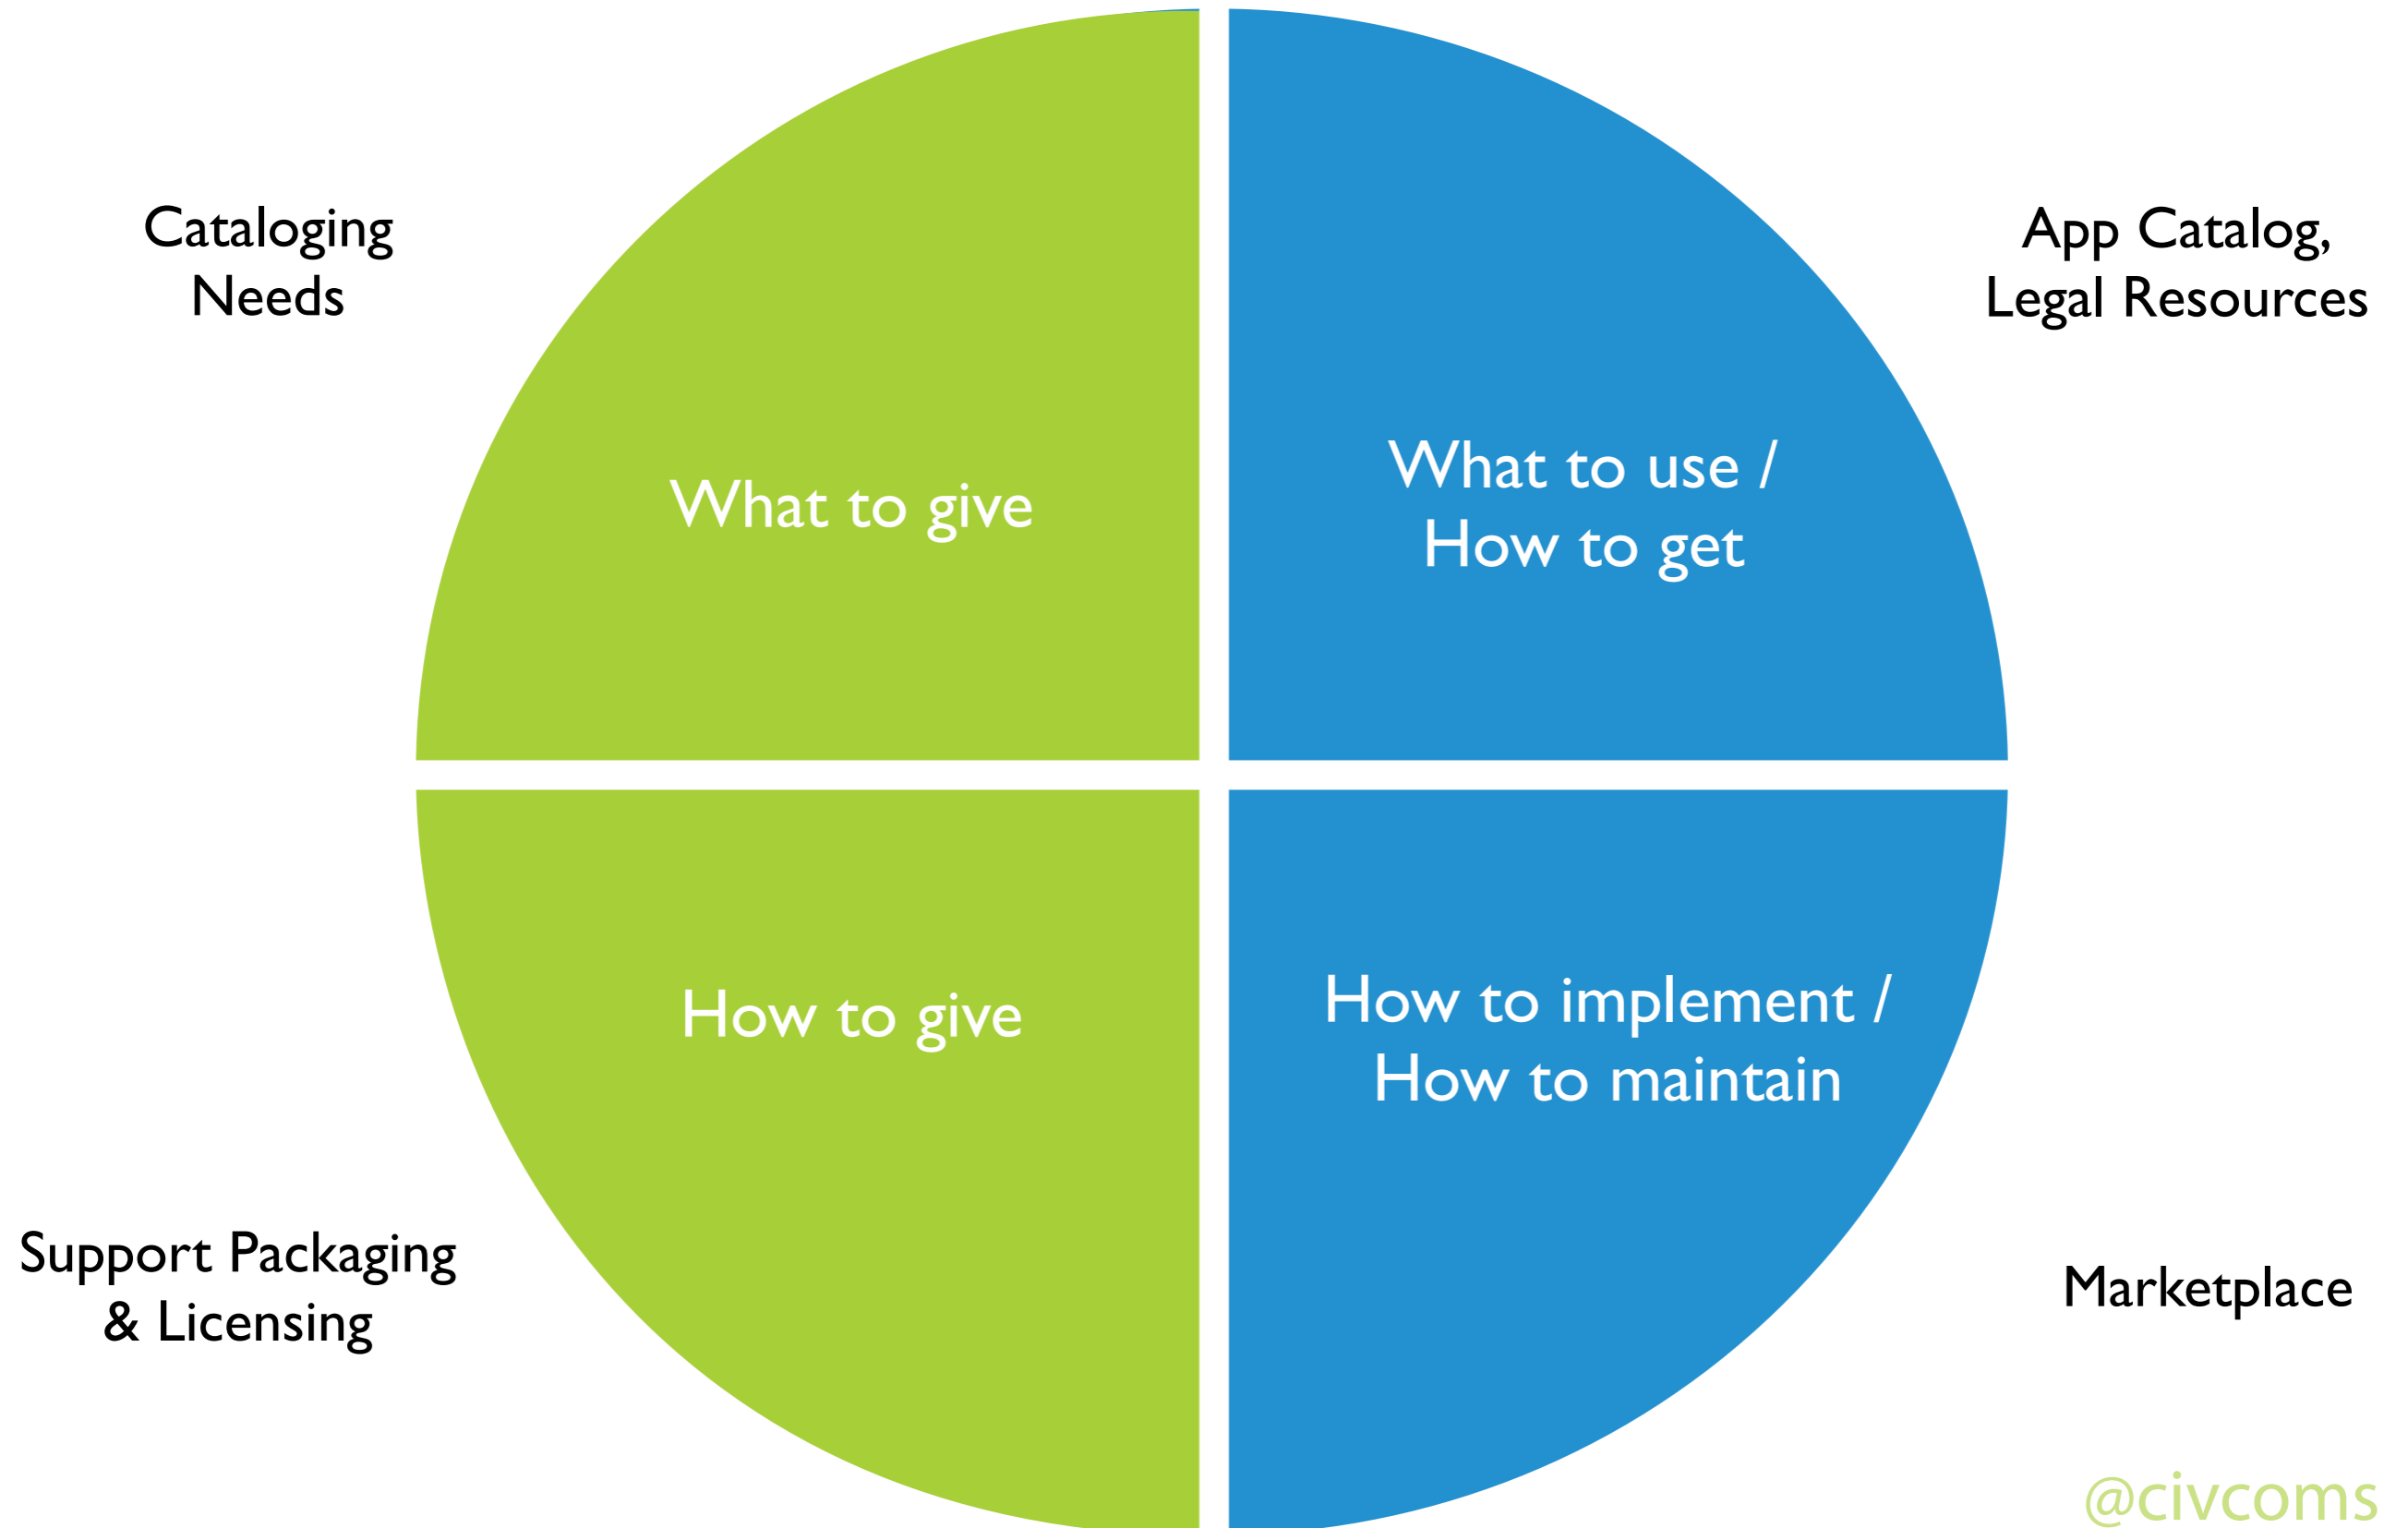 Cataloging
Needs
App Catalog,
Legal Resources
What to give
What to use /
How to get
How to give
How to implement /
How to maintain
Support Packaging
& Licensing
Marketplace
@civcoms